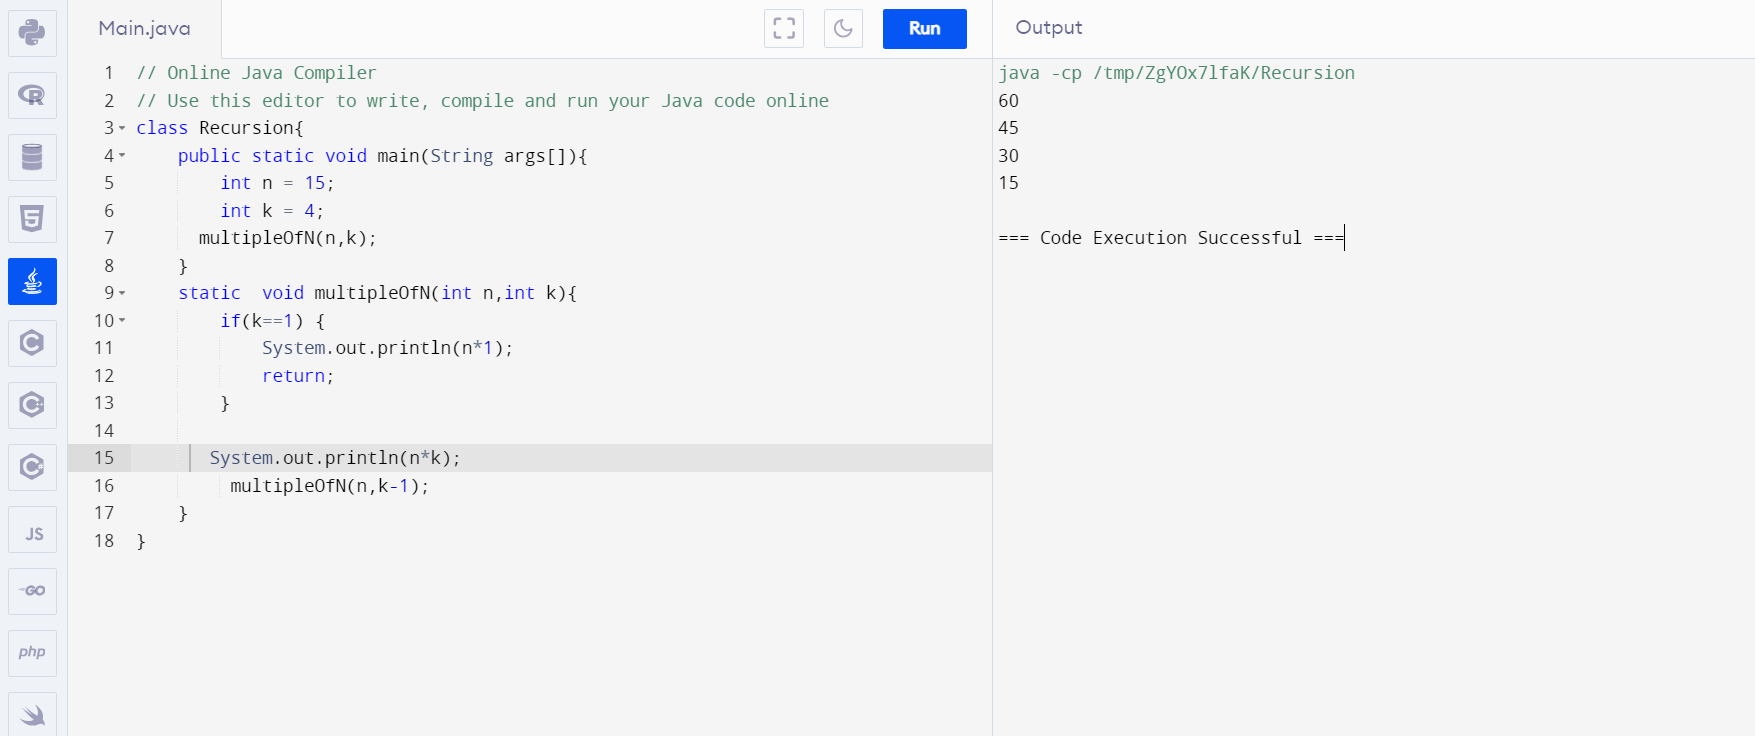 Main.java
Run
Output
1 // Online Java Compiler
2 // Use this editor to write, compile and run your Java code online
3 class Recursion{
4     public static void main(String args[]){
5         int n = 15;
6         int k = 4;
7       multipleOfN(n,k);
8     }
9     static  void multipleOfN(int n,int k){
10         if(k==1) {
11             System.out.println(n*1);
12             return;
13         }
14
15        System.out.println(n*k);
16          multipleOfN(n,k-1);
17     }
18 }
java -cp /tmp/ZgYOx7lfaK/Recursion
60
45
30
15
=== Code Execution Successful ===
R
5
C
C
C
JS
GO
php